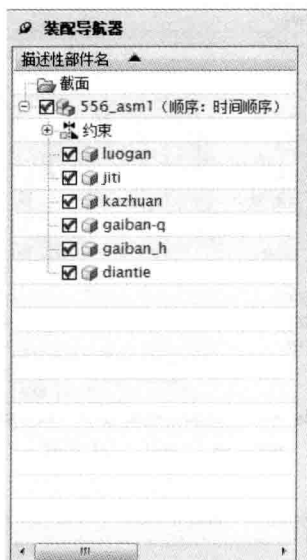 装配导航器
描述性部件名
截面
556_asm1（顺序：时间顺序）
约束
luogan
jiti
kazhuan
gaiban-q
gaiban_h
diantie